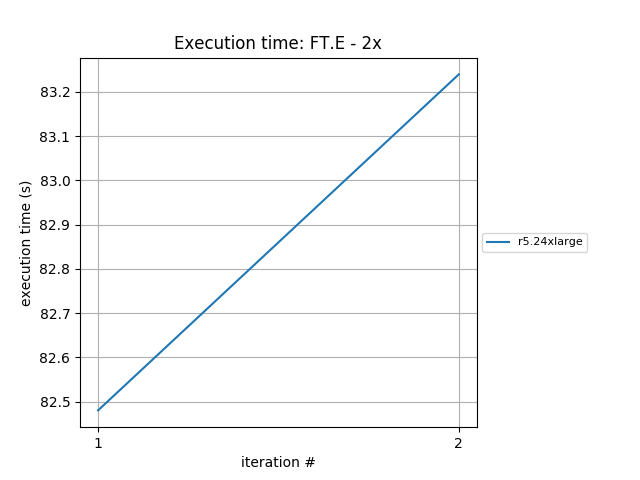 Execution time: FT.E - 2x
83.2
83.1
83.0
82.9
82.8
82.7
82.6
82.5
execution time (s)
1
2
iteration #
r5.24xlarge